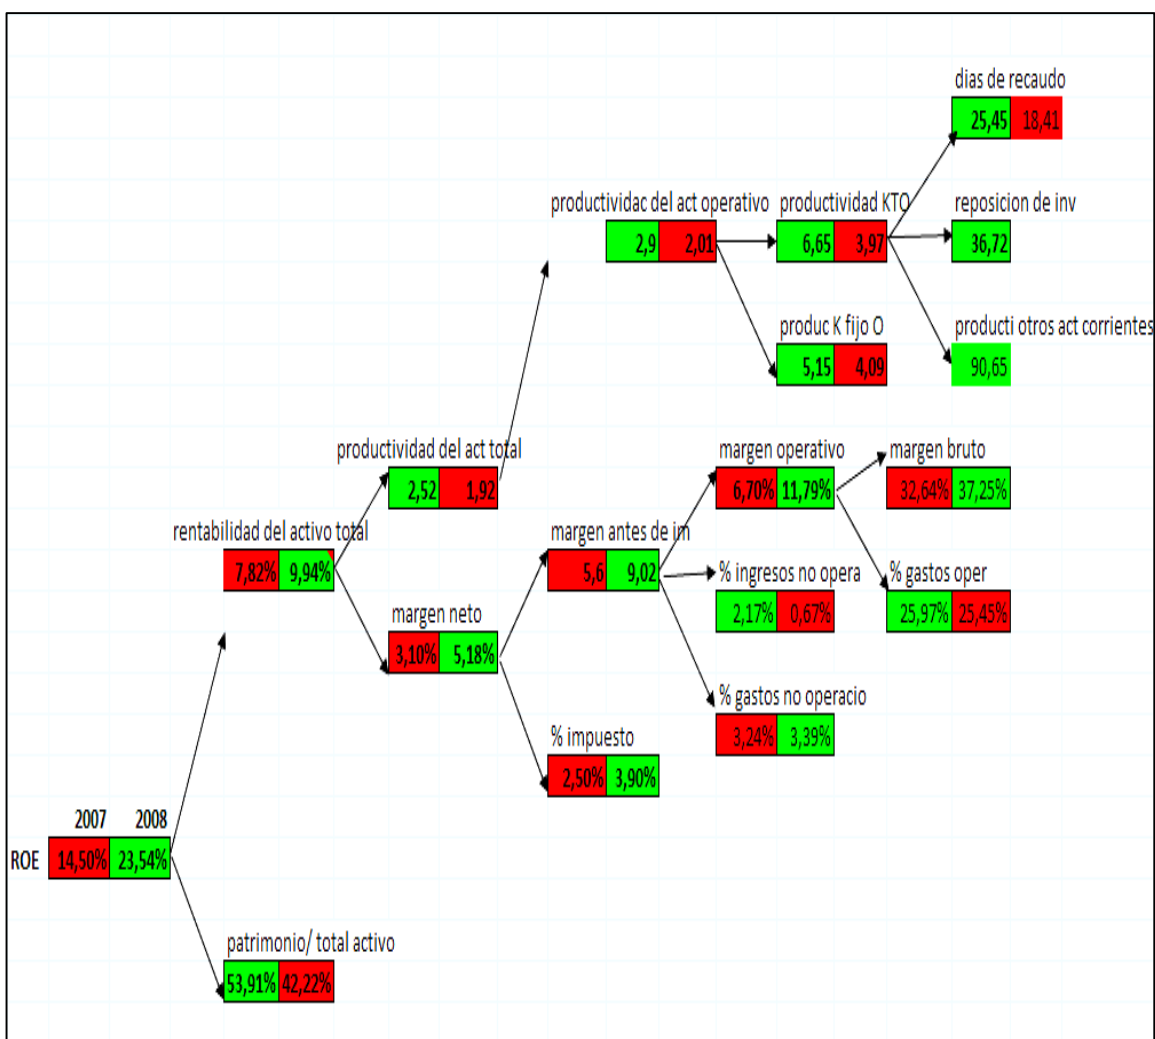 dias de recaudo
25,45 18,41
productividac del act operativo productividad KTO reposicion de inv
2,9 2,01 6,65 3,97 36,72
produc K fijo O producti otros act corrientes
5,15 4,09 90,65
productividad del act total margen operativo margen bruto
2,52 1,92 6,70% 11,79% 32,64% 37,25%
rentabilidad del activo total margen antes de im
7,82% 9,94% 5,6 9,02 % ingresos no opera % gastos oper
margen neto 2,17% 0,67% 25,97% 25,45%
3,10% 5,18%
% gastos no operacio
% impuesto 3,24% 3,39%
2,50% 3,90%
2007 2008
ROE 14,50% 23,54%
patrimonio/ total activo
53,91% 42,22%